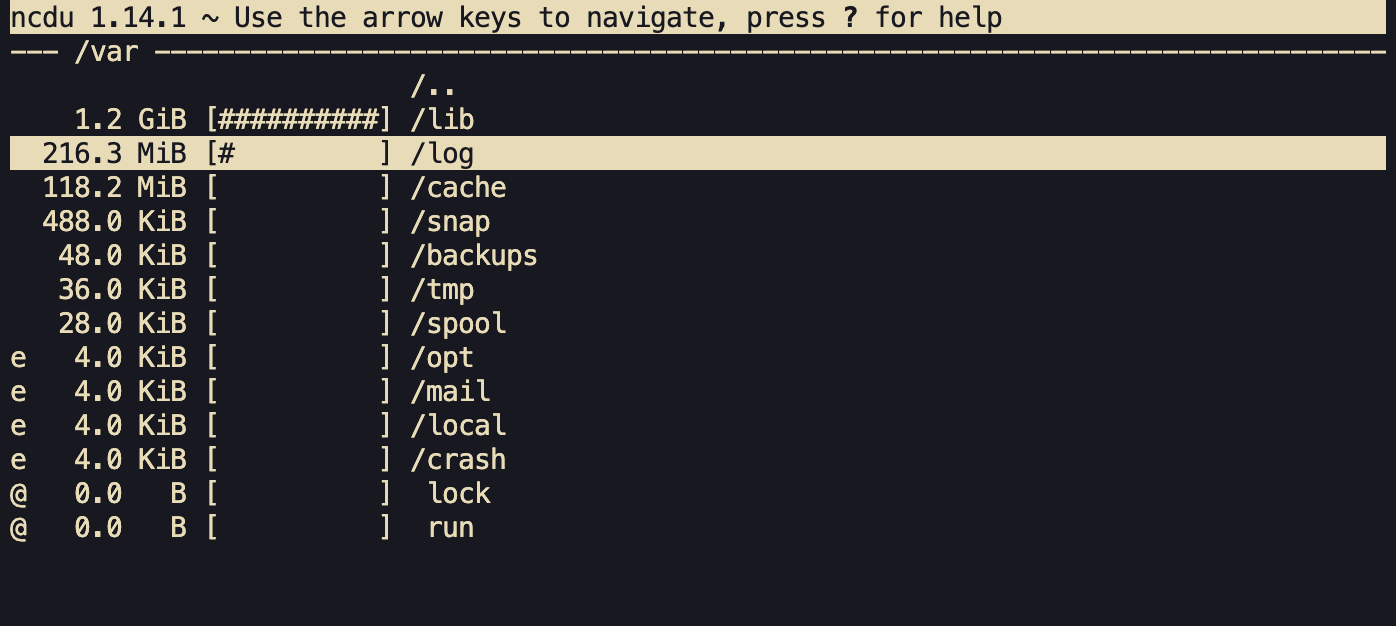 ncdu 1.14.1 ~ Use the arrow keys to navigate, press ? for help
--- /var ------------------------------------------------------------------------------
                         /..
    1.2 GiB [##########] /lib
  216.3 MiB [#         ] /log
  118.2 MiB [          ] /cache
  488.0 KiB [          ] /snap
   48.0 KiB [          ] /backups
   36.0 KiB [          ] /tmp
   28.0 KiB [          ] /spool
e   4.0 KiB [          ] /opt
e   4.0 KiB [          ] /mail
e   4.0 KiB [          ] /local
e   4.0 KiB [          ] /crash
@   0.0   B [          ]  lock
@   0.0   B [          ]  run